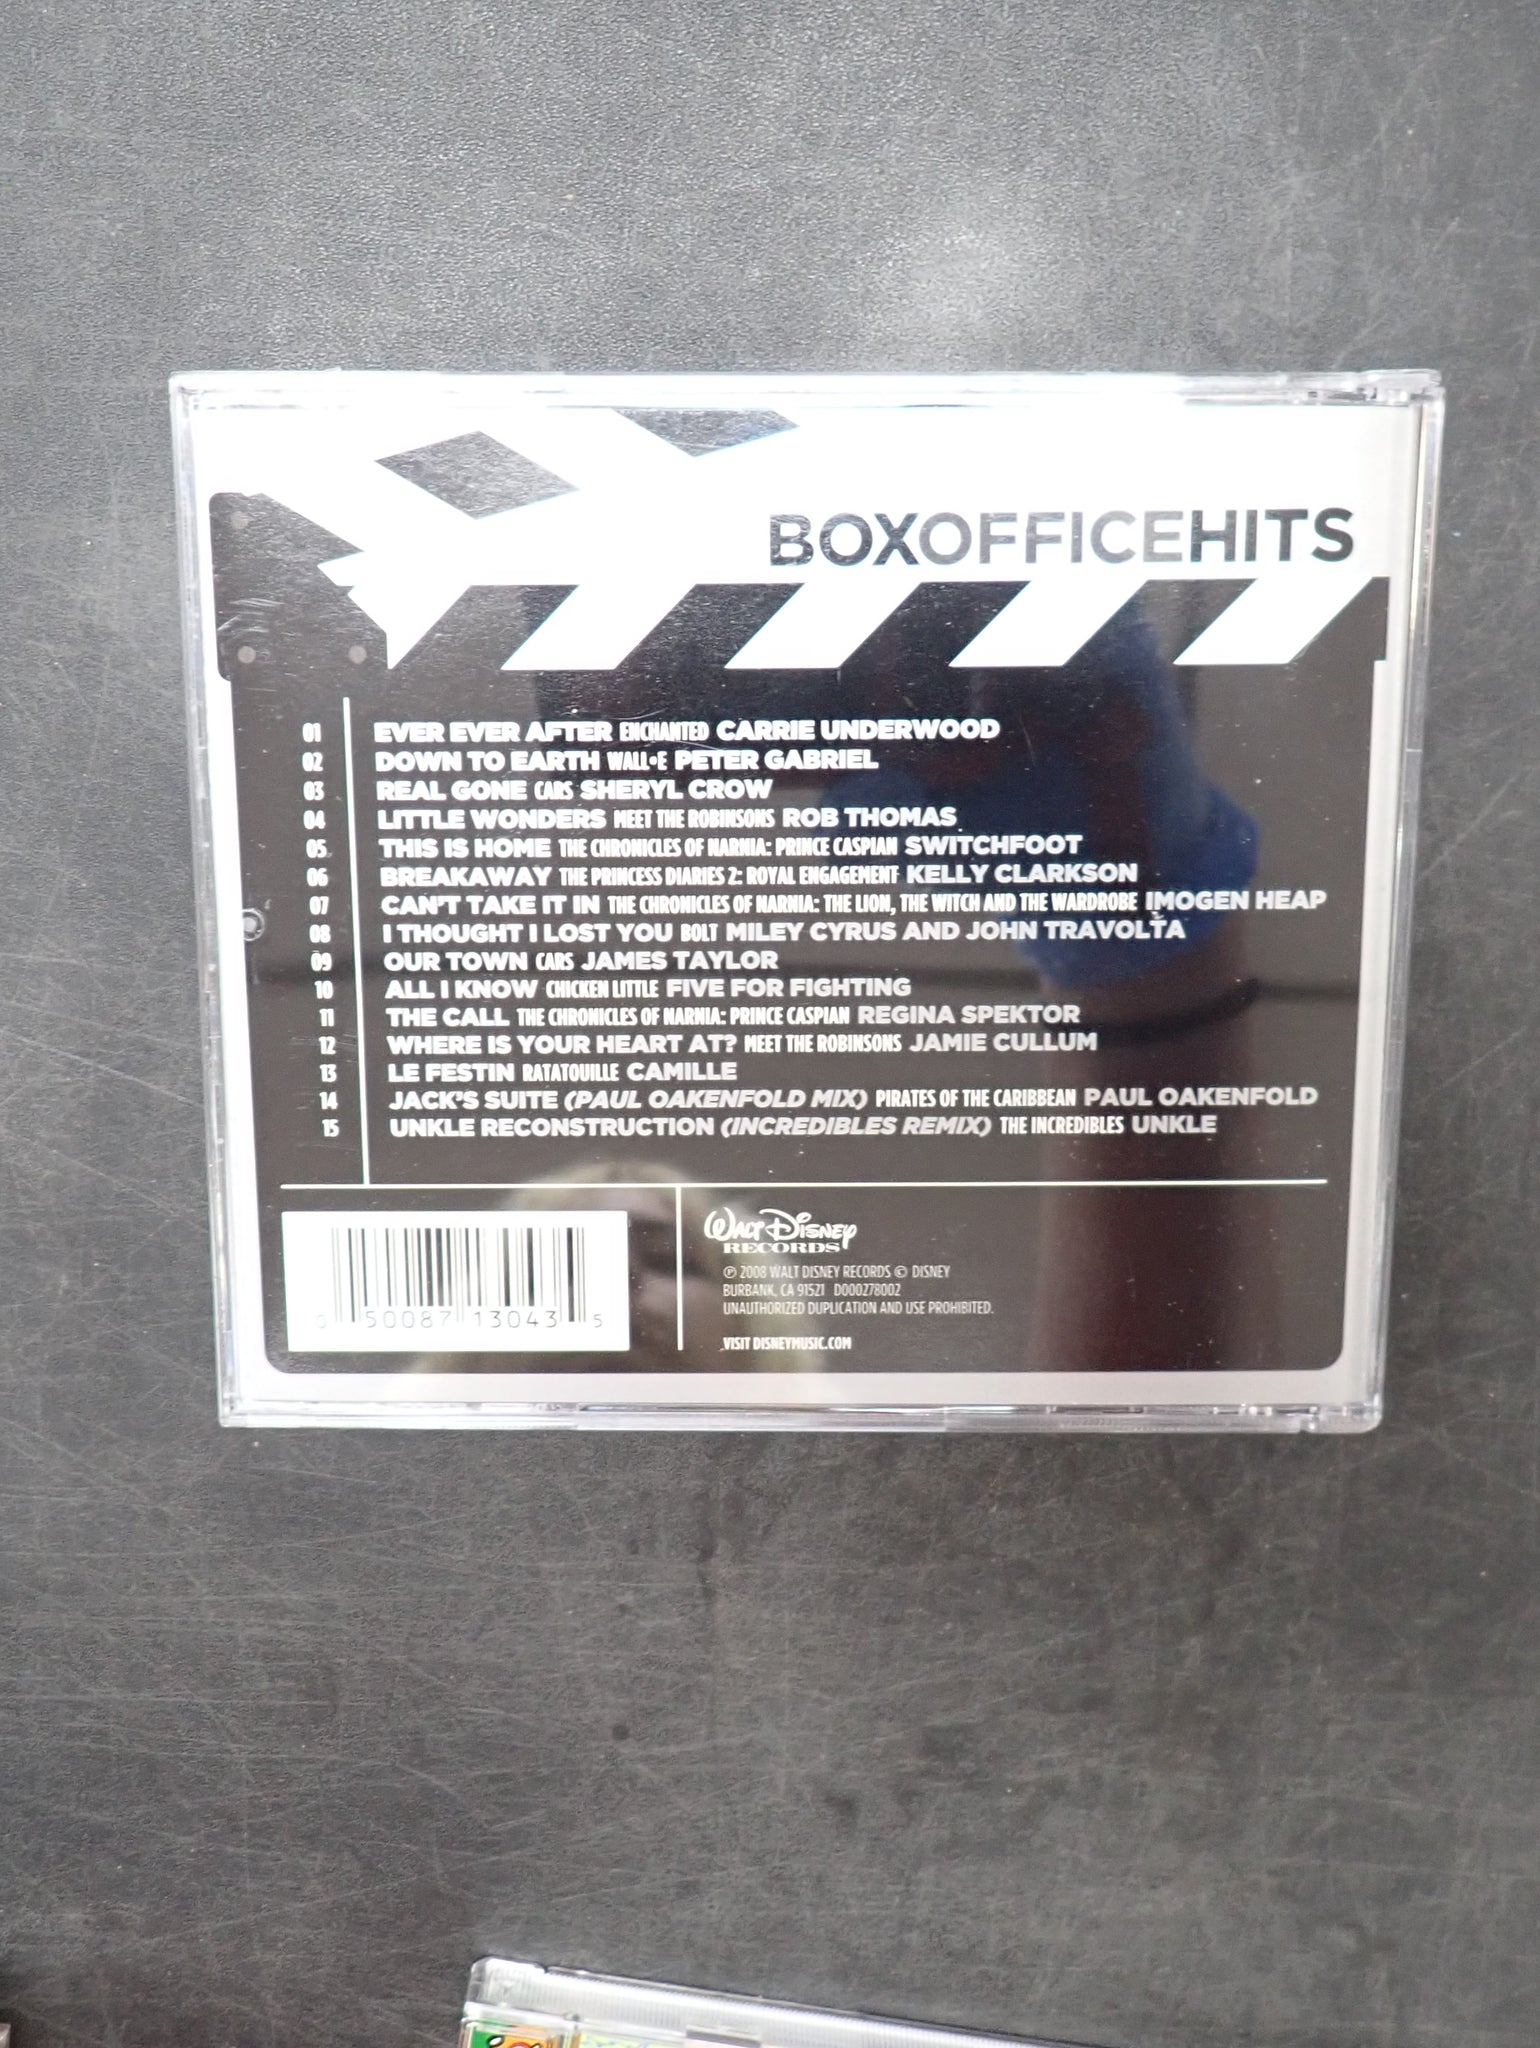 BOXOFFICEHITS
01 EVER EVER AFTER ENCHANTED CARRIE UNDERWOOD
02 DOWN TO EARTH WALL•E PETER GABRIEL
03 REAL GONE CARS SHERYL CROW
04 LITTLE WONDERS MEET THE ROBINSONS ROB THOMAS
05 THIS IS HOME THE CHRONICLES OF NARNIA: PRINCE CASPIAN SWITCHFOOT
06 BREAKAWAY THE PRINCESS DIARIES 2: ROYAL ENGAGEMENT KELLY CLARKSON
07 CAN'T TAKE IT IN THE CHRONICLES OF NARNIA: THE LION, THE WITCH AND THE WARDROBE IMOGEN HEAP
08 I THOUGHT I LOST YOU BOLT MILEY CYRUS AND JOHN TRAVOLTA
09 OUR TOWN CARS JAMES TAYLOR
10 ALL I KNOW CHICKEN LITTLE FIVE FOR FIGHTING
11 THE CALL THE CHRONICLES OF NARNIA: PRINCE CASPIAN REGINA SPEKTOR
12 WHERE IS YOUR HEART AT? MEET THE ROBINSONS JAMIE CULLUM
13 LE FESTIN RATATOUILLE CAMILLE
14 JACK'S SUITE (PAUL OAKENFOLD MIX) PIRATES OF THE CARIBBEAN PAUL OAKENFOLD
15 UNKLE RECONSTRUCTION (INCREDIBLES REMIX) THE INCREDIBLES UNKLE
0 50087 13043 5
WALT DISNEY
RECORDS
℗ 2008 WALT DISNEY RECORDS © DISNEY
BURBANK, CA 91521 D000278002
UNAUTHORIZED DUPLICATION AND USE PROHIBITED.
VISIT DISNEYMUSIC.COM